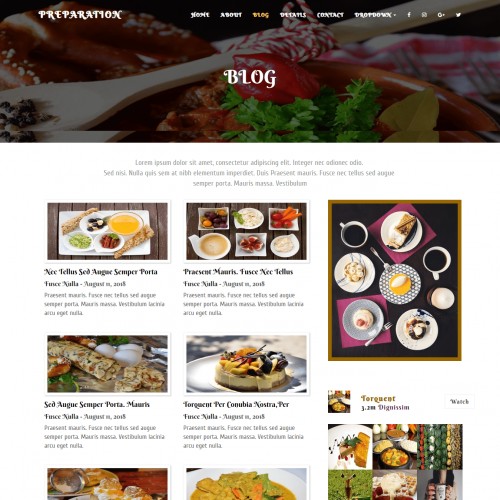 PREPARATION
HOME ABOUT BLOG DETAILS CONTACT DROPDOWN
BLOG
Lorem ipsum dolor sit amet, consectetur adipiscing elit. Integer nec odionec odio.
Sed nisi. Nulla quis sem at nibh elementum imperdiet. Duis Praesent mauris. Fusce nec tellus sed augue
semper porta. Mauris massa. Vestibulum
Nec Tellus Sed Augue Semper Porta
Fusce Nulla - August 11, 2018
Praesent mauris. Fusce nec tellus sed augue
semper porta. Mauris massa. Vestibulum lacinia
arcu eget nulla.
Praesent Mauris. Fusce Nec Tellus
Fusce Nulla - August 11, 2018
Praesent mauris. Fusce nec tellus sed augue
semper porta. Mauris massa. Vestibulum lacinia
arcu eget nulla.
Sed Augue Semper Porta. Mauris
Fusce Nulla - August 11, 2018
Praesent mauris. Fusce nec tellus sed augue
semper porta. Mauris massa. Vestibulum lacinia
arcu eget nulla.
Torquent Per Conubia Nostra,Per
Fusce Nulla - August 11, 2018
Praesent mauris. Fusce nec tellus sed augue
semper porta. Mauris massa. Vestibulum lacinia
arcu eget nulla.
Torquent
3.2m Dignissim
Watch